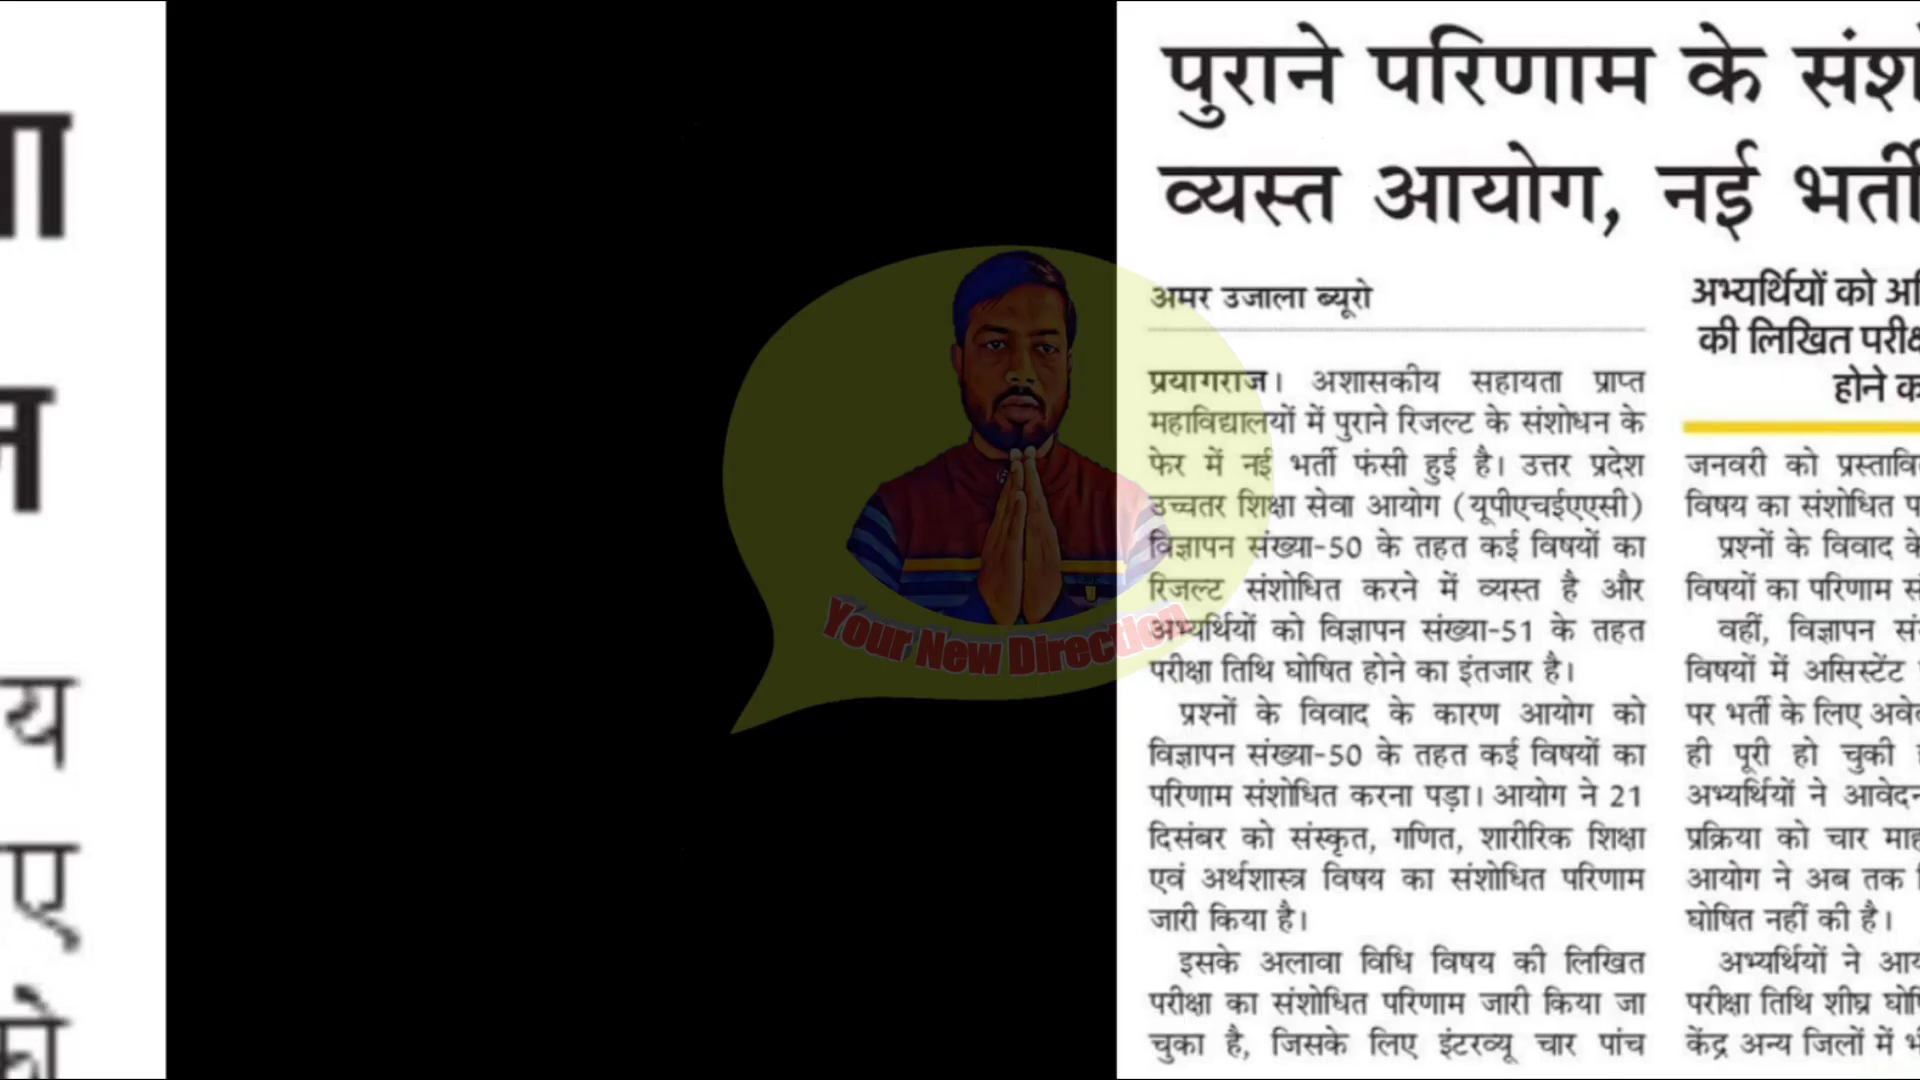 पुराने परिणाम के
व्यस्त आयोग, नई भर्ती
अमर उजाला ब्यूरो
प्रयागराज। अशासकीय सहायता प्राप्त
महाविद्यालयों में पुराने रिजल्ट के संशोधन के
फेर में नई भर्ती फंसी हुई है। उत्तर प्रदेश
उच्चतर शिक्षा सेवा आयोग (यूपीएचईएएसी)
विज्ञापन संख्या-50 के तहत कई विषयों का
रिजल्ट संशोधित करने में व्यस्त है और
अभ्यर्थियों को विज्ञापन संख्या-51 के तहत
परीक्षा तिथि घोषित होने का इंतजार है।
प्रश्नों के विवाद के कारण आयोग को
विज्ञापन संख्या-50 के तहत कई विषयों का
परिणाम संशोधित करना पड़ा। आयोग ने 21
दिसंबर को संस्कृत, गणित, शारीरिक शिक्षा
एवं अर्थशास्त्र विषय का संशोधित परिणाम
जारी किया है।
इसके अलावा विधि विषय की लिखित
परीक्षा का संशोधित परिणाम जारी किया जा
चुका है, जिसके लिए इंटरव्यू चार पांच
अभ्यर्थियों को
की लिखित
होने
जनवरी को
विषय का संशोधित
प्रश्नों के विवाद के
विषयों का परिणाम
वहीं, विज्ञापन
विषयों में असिस्टेंट
पर भर्ती के लिए
ही पूरी हो चुकी
अभ्यर्थियों ने
प्रक्रिया को चार
आयोग ने अब तक
घोषित नहीं की है।
अभ्यर्थियों ने
परीक्षा तिथि शीघ्र
केंद्र अन्य जिलों में
Your New Direction